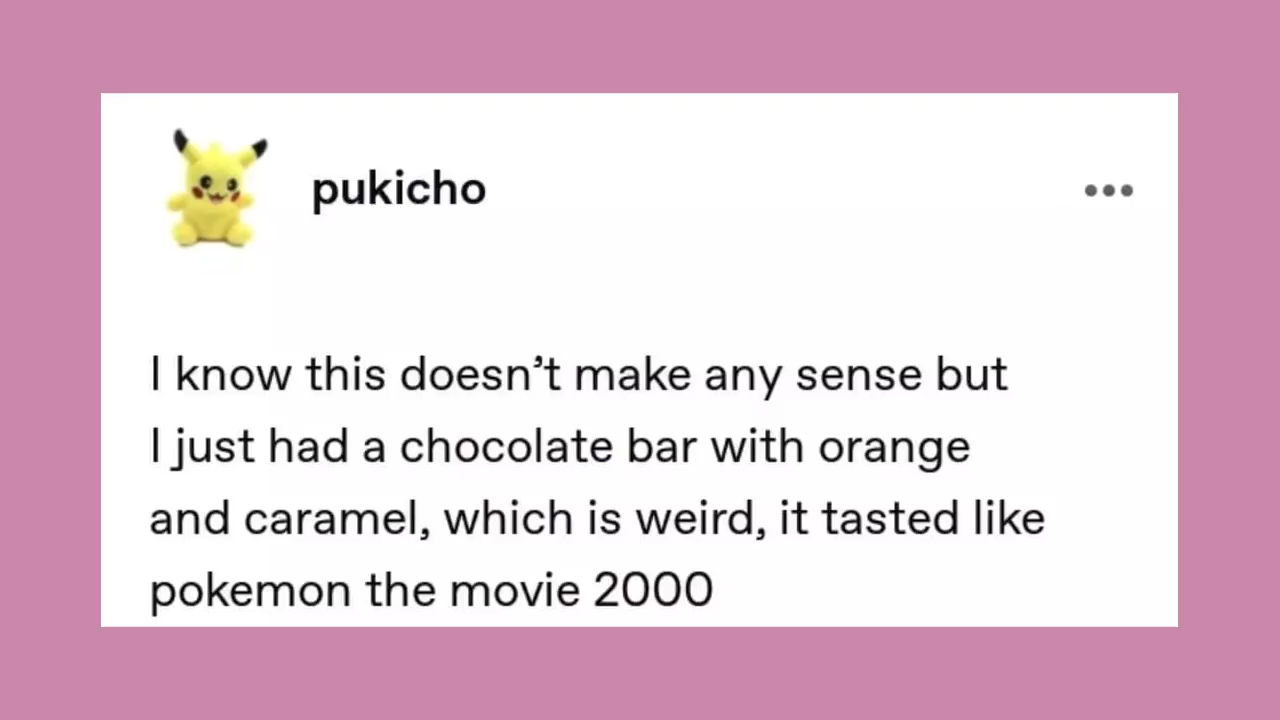 pukicho
I know this doesn’t make any sense but
I just had a chocolate bar with orange
and caramel, which is weird, it tasted like
pokemon the movie 2000